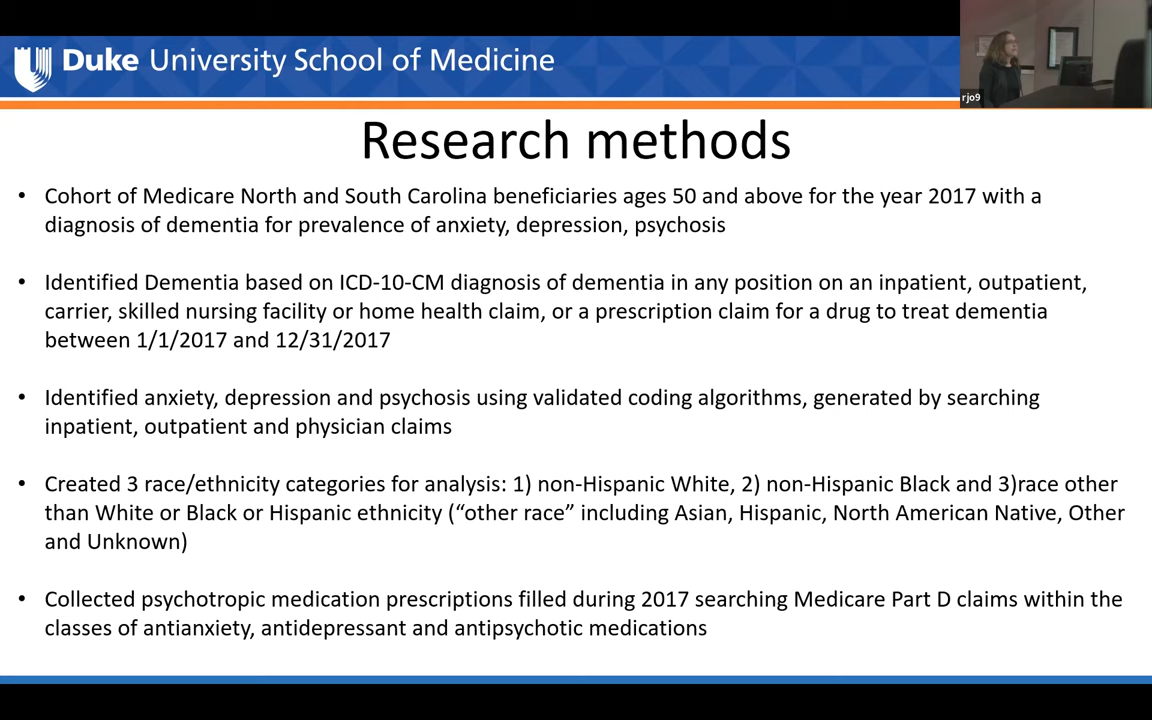 Duke University School of Medicine
rjo9
Research methods
• Cohort of Medicare North and South Carolina beneficiaries ages 50 and above for the year 2017 with a
diagnosis of dementia for prevalence of anxiety, depression, psychosis
• Identified Dementia based on ICD-10-CM diagnosis of dementia in any position on an inpatient, outpatient,
carrier, skilled nursing facility or home health claim, or a prescription claim for a drug to treat dementia
between 1/1/2017 and 12/31/2017
• Identified anxiety, depression and psychosis using validated coding algorithms, generated by searching
inpatient, outpatient and physician claims
• Created 3 race/ethnicity categories for analysis: 1) non-Hispanic White, 2) non-Hispanic Black and 3)race other
than White or Black or Hispanic ethnicity (“other race” including Asian, Hispanic, North American Native, Other
and Unknown)
• Collected psychotropic medication prescriptions filled during 2017 searching Medicare Part D claims within the
classes of antianxiety, antidepressant and antipsychotic medications